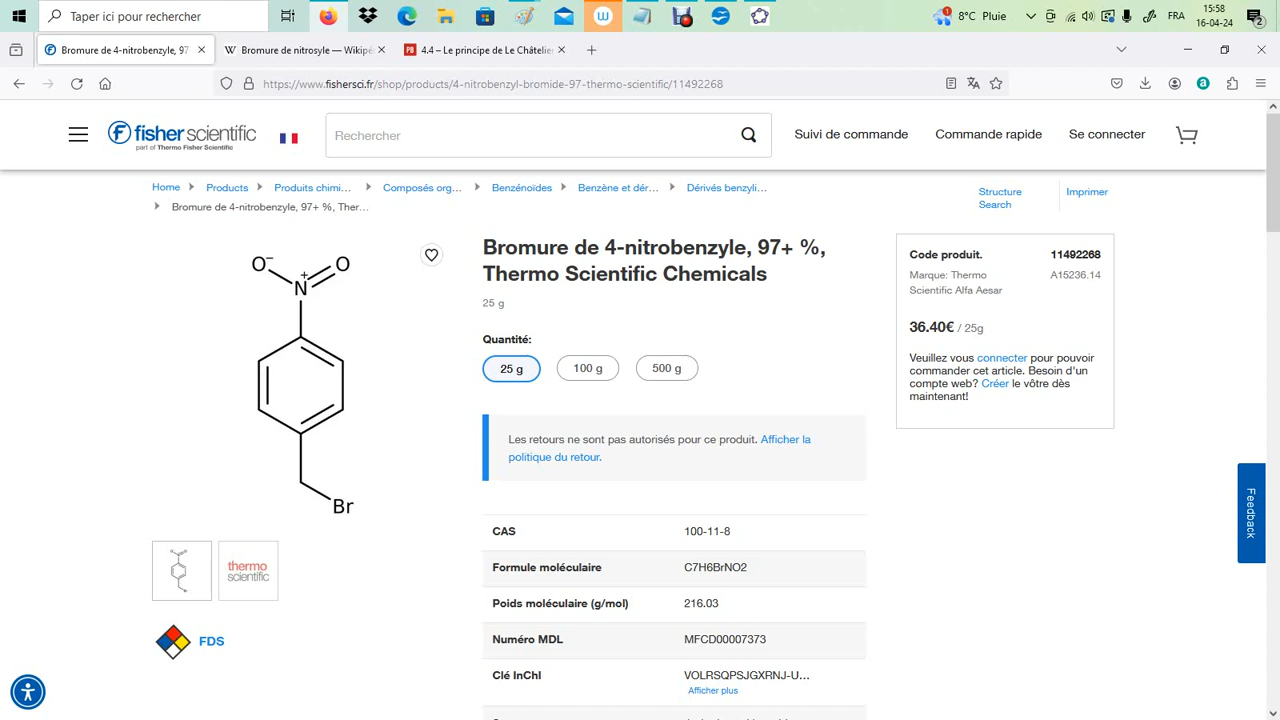 Taper ici pour rechercher
W
1
8°C Pluie
FRA
15:58
16-04-24
2
Bromure de 4-nitrobenzyle, 97
W Bromure de nitrosyle — Wikipé
PB 4.4 – Le principe de Le Châtelie
https://www.fishersci.fr/shop/products/4-nitrobenzyl-bromide-97-thermo-scientific/11492268
a
fisher scientific
part of Thermo Fisher Scientific
Rechercher
Suivi de commande
Commande rapide
Se connecter
Home
Products
Produits chimi...
Composés org...
Benzénoïdes
Benzène et dér...
Dérivés benzyli...
Bromure de 4-nitrobenzyle, 97+ %, Ther...
Structure
Search
Imprimer
O−
N+
O
Br
Bromure de 4-nitrobenzyle, 97+ %,
Thermo Scientific Chemicals
25 g
Quantité:
25 g
100 g
500 g
Les retours ne sont pas autorisés pour ce produit. Afficher la
politique du retour.
CAS 100-11-8
Formule moléculaire C7H6BrNO2
Poids moléculaire (g/mol) 216.03
Numéro MDL MFCD00007373
Clé InChI VOLRSQPSJGXRNJ-U...
Afficher plus
Code produit. 11492268
Marque: Thermo A15236.14
Scientific Alfa Aesar
36.40€ / 25g
Veuillez vous connecter pour pouvoir
commander cet article. Besoin d'un
compte web? Créer le vôtre dès
maintenant!
thermo
scientific
FDS
Feedback